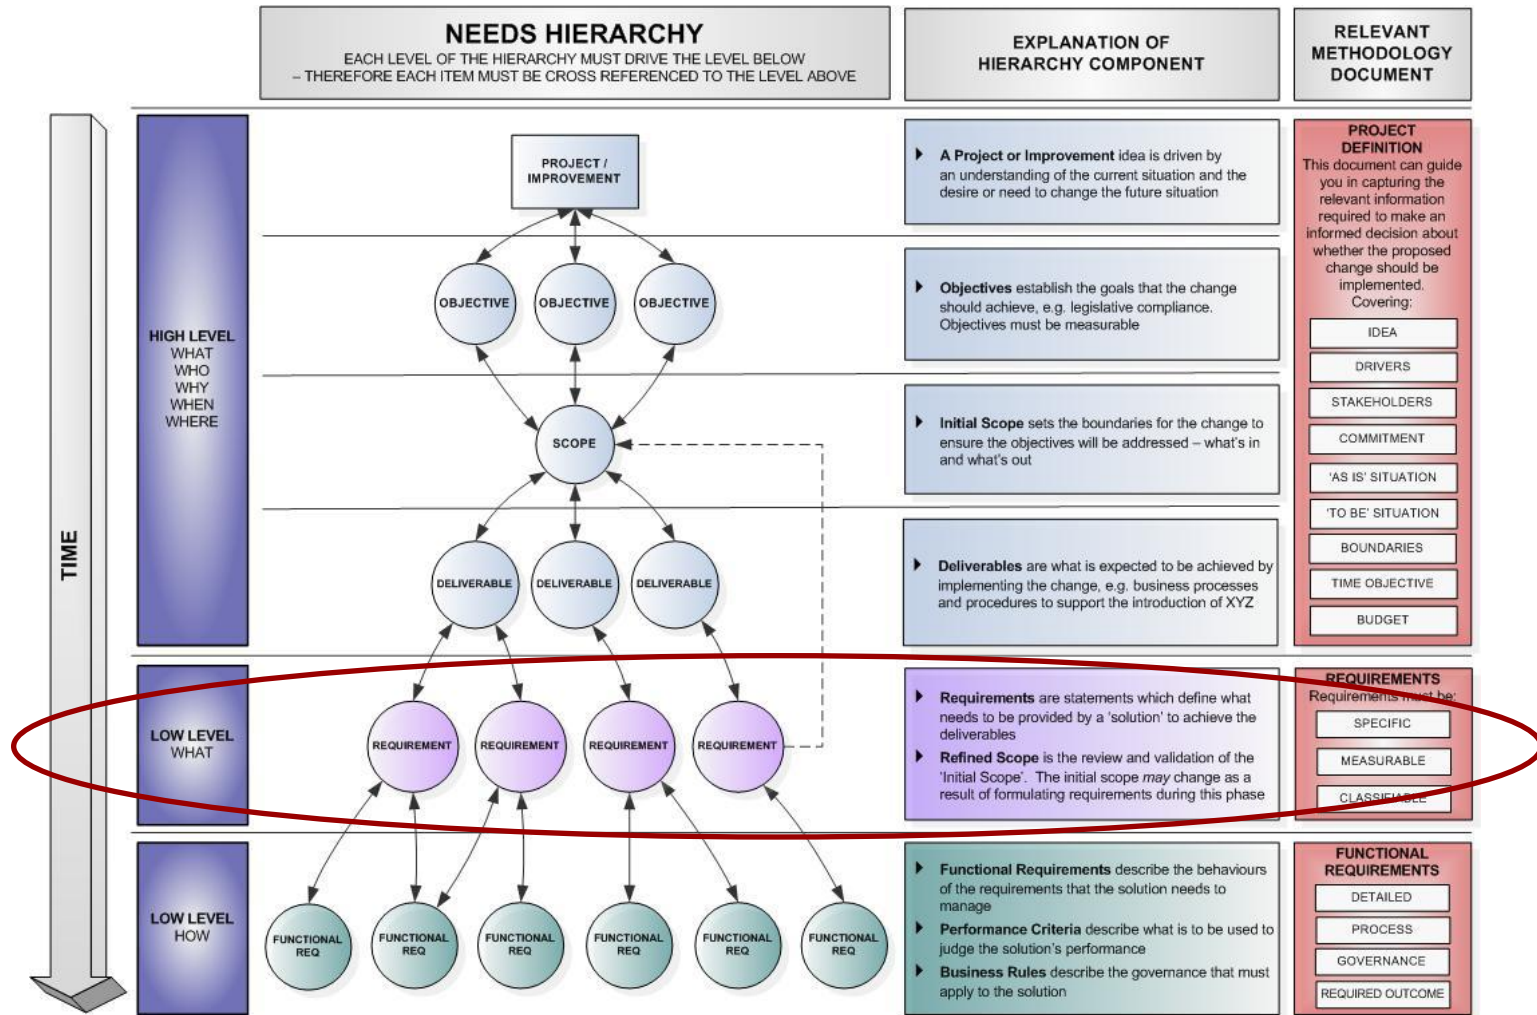 NEEDS HIERARCHY
EACH LEVEL OF THE HIERARCHY MUST DRIVE THE LEVEL BELOW
– THEREFORE EACH ITEM MUST BE CROSS REFERENCED TO THE LEVEL ABOVE
EXPLANATION OF
HIERARCHY COMPONENT
RELEVANT
METHODOLOGY
DOCUMENT
TIME
HIGH LEVEL
WHAT
WHO
WHY
WHEN
WHERE
PROJECT /
IMPROVEMENT
OBJECTIVE
OBJECTIVE
OBJECTIVE
SCOPE
DELIVERABLE
DELIVERABLE
DELIVERABLE
A Project or Improvement idea is driven by
an understanding of the current situation and the
desire or need to change the future situation
Objectives establish the goals that the change
should achieve, e.g. legislative compliance.
Objectives must be measurable
Initial Scope sets the boundaries for the change to
ensure the objectives will be addressed – what's in
and what's out
Deliverables are what is expected to be achieved by
implementing the change, e.g. business processes
and procedures to support the introduction of XYZ
PROJECT
DEFINITION
This document can guide
you in capturing the
relevant information
required to make an
informed decision about
whether the proposed
change should be
implemented.
Covering:
IDEA
DRIVERS
STAKEHOLDERS
COMMITMENT
'AS IS' SITUATION
'TO BE' SITUATION
BOUNDARIES
TIME OBJECTIVE
BUDGET
LOW LEVEL
WHAT
REQUIREMENT
REQUIREMENT
REQUIREMENT
REQUIREMENT
Requirements are statements which define what
needs to be provided by a 'solution' to achieve the
deliverables
Refined Scope is the review and validation of the
'Initial Scope'. The initial scope may change as a
result of formulating requirements during this phase
REQUIREMENTS
Requirements must be:
SPECIFIC
MEASURABLE
CLASSIFIABLE
LOW LEVEL
HOW
FUNCTIONAL
REQ
FUNCTIONAL
REQ
FUNCTIONAL
REQ
FUNCTIONAL
REQ
FUNCTIONAL
REQ
FUNCTIONAL
REQ
Functional Requirements describe the behaviours
of the requirements that the solution needs to
manage
Performance Criteria describe what is to be used to
judge the solution's performance
Business Rules describe the governance that must
apply to the solution
FUNCTIONAL
REQUIREMENTS
DETAILED
PROCESS
GOVERNANCE
REQUIRED OUTCOME